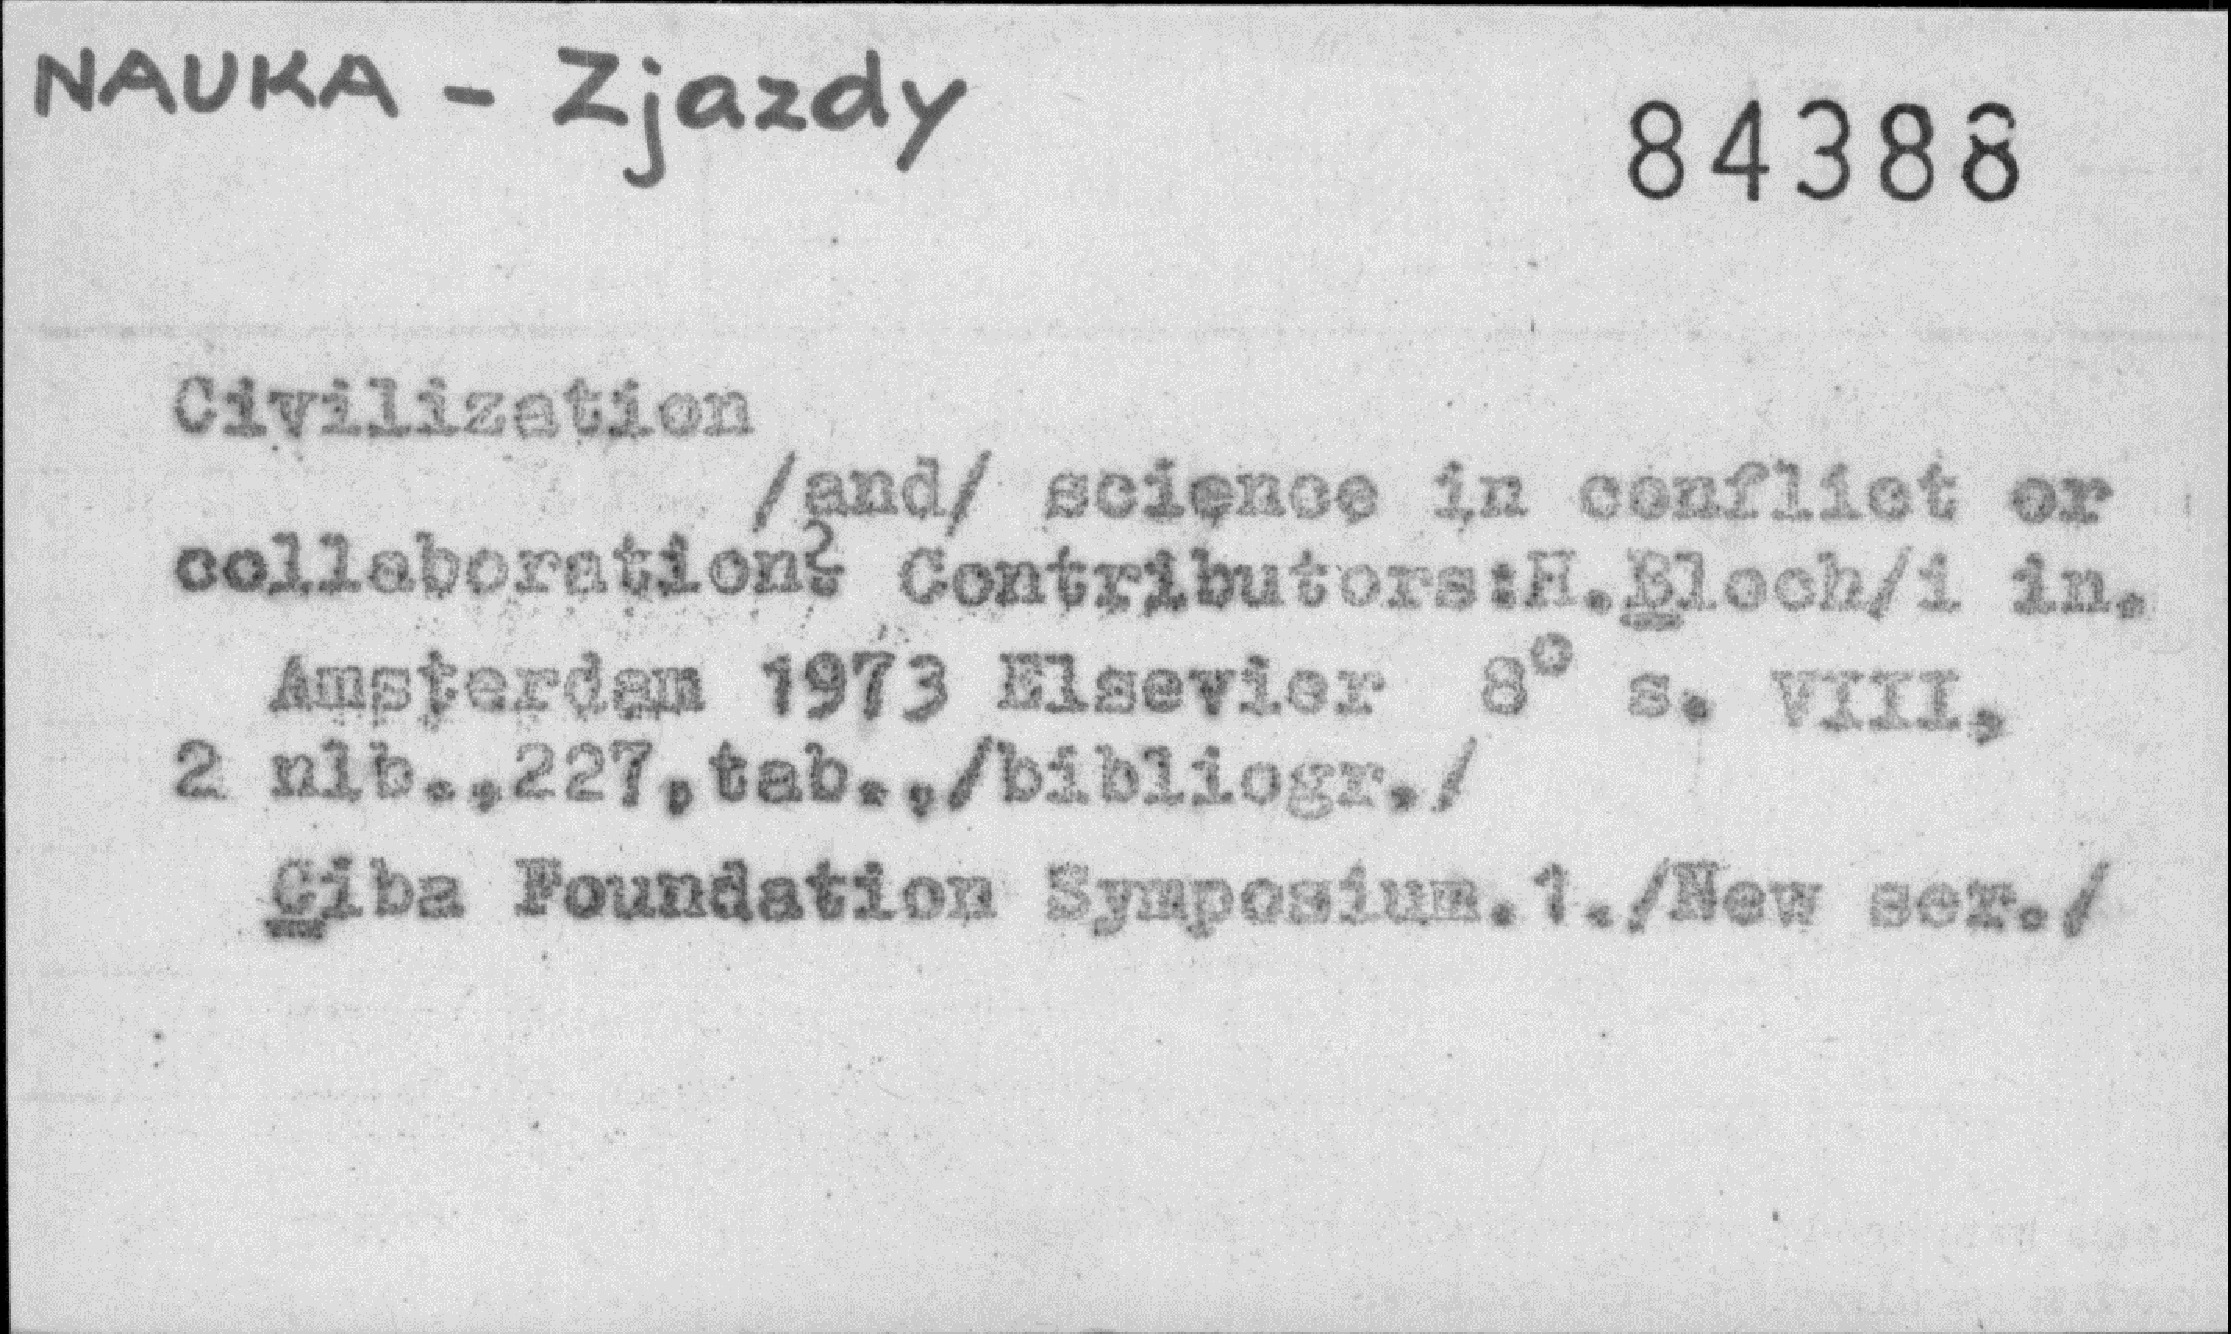 NAUKA - Zjazdy
84388
Civilization
/and/ science in conflict or
collaboration? Contributors:H.Bloch/i in.
Amsterdam 1973 Elsevier 8° s. VIII,
2 nlb.,227,tab.,/bibliogr./
Ciba Foundation Symposium.1./New ser./